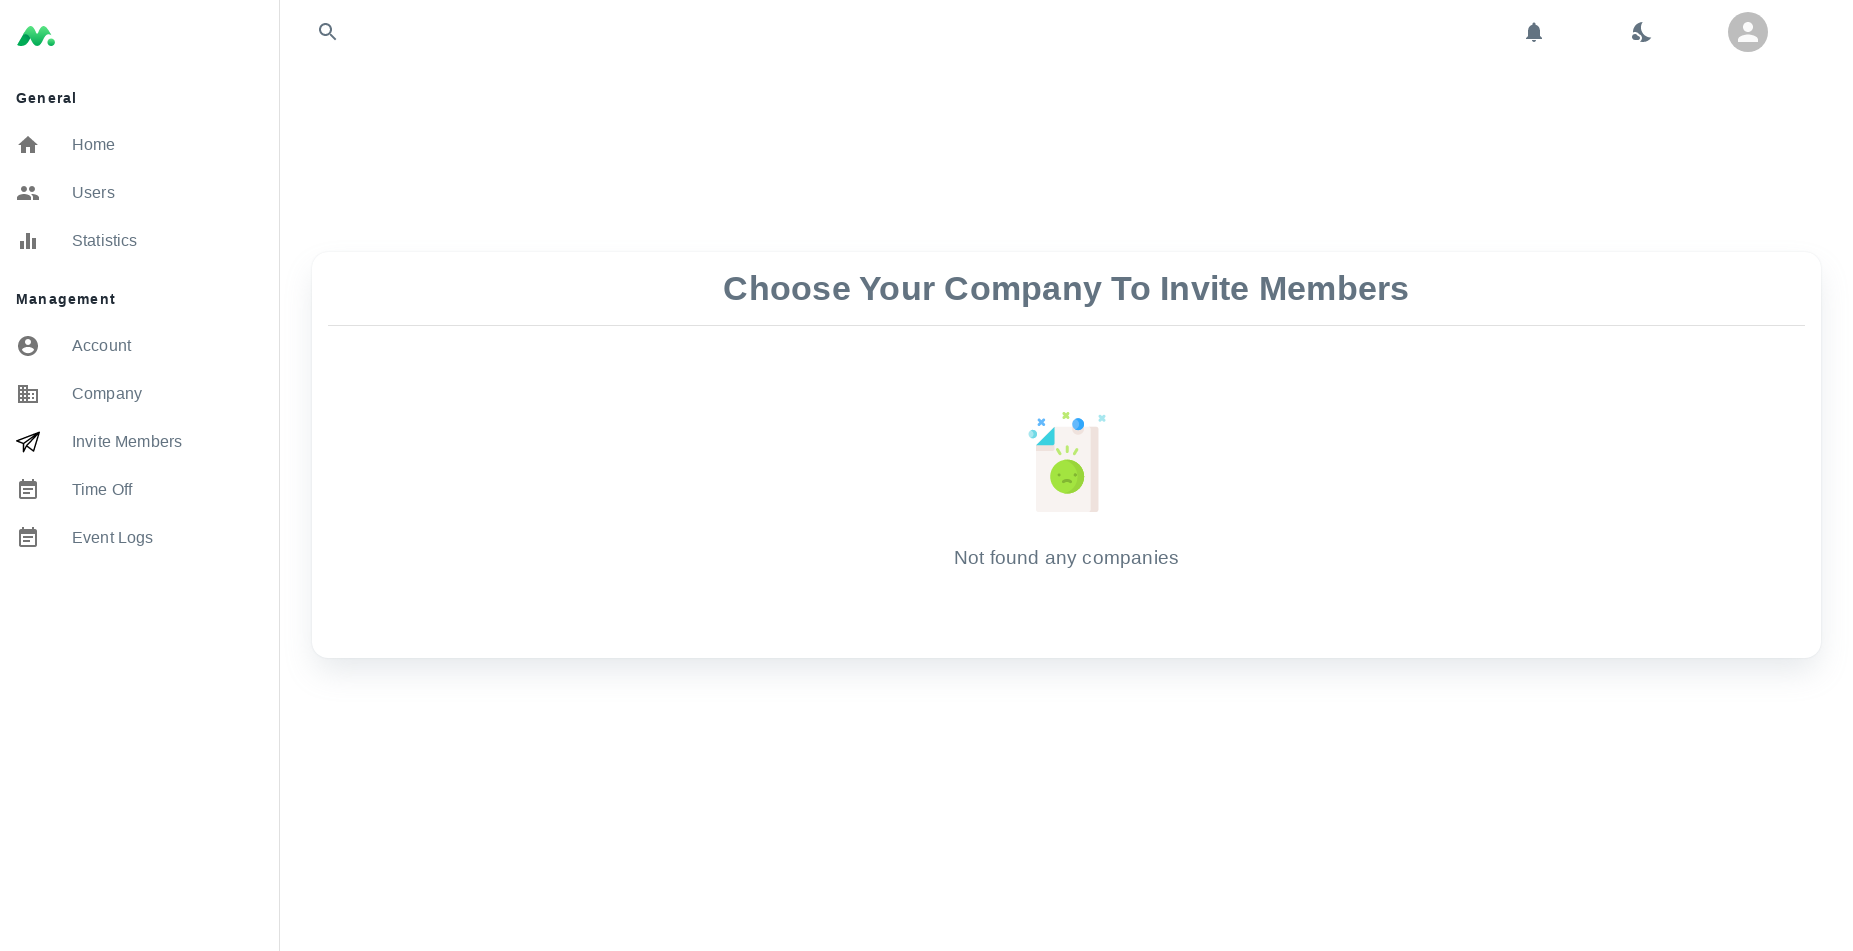 General
Home
Users
Statistics
Management
Account
Company
Invite Members
Time Off
Event Logs
Choose Your Company To Invite Members
Not found any companies